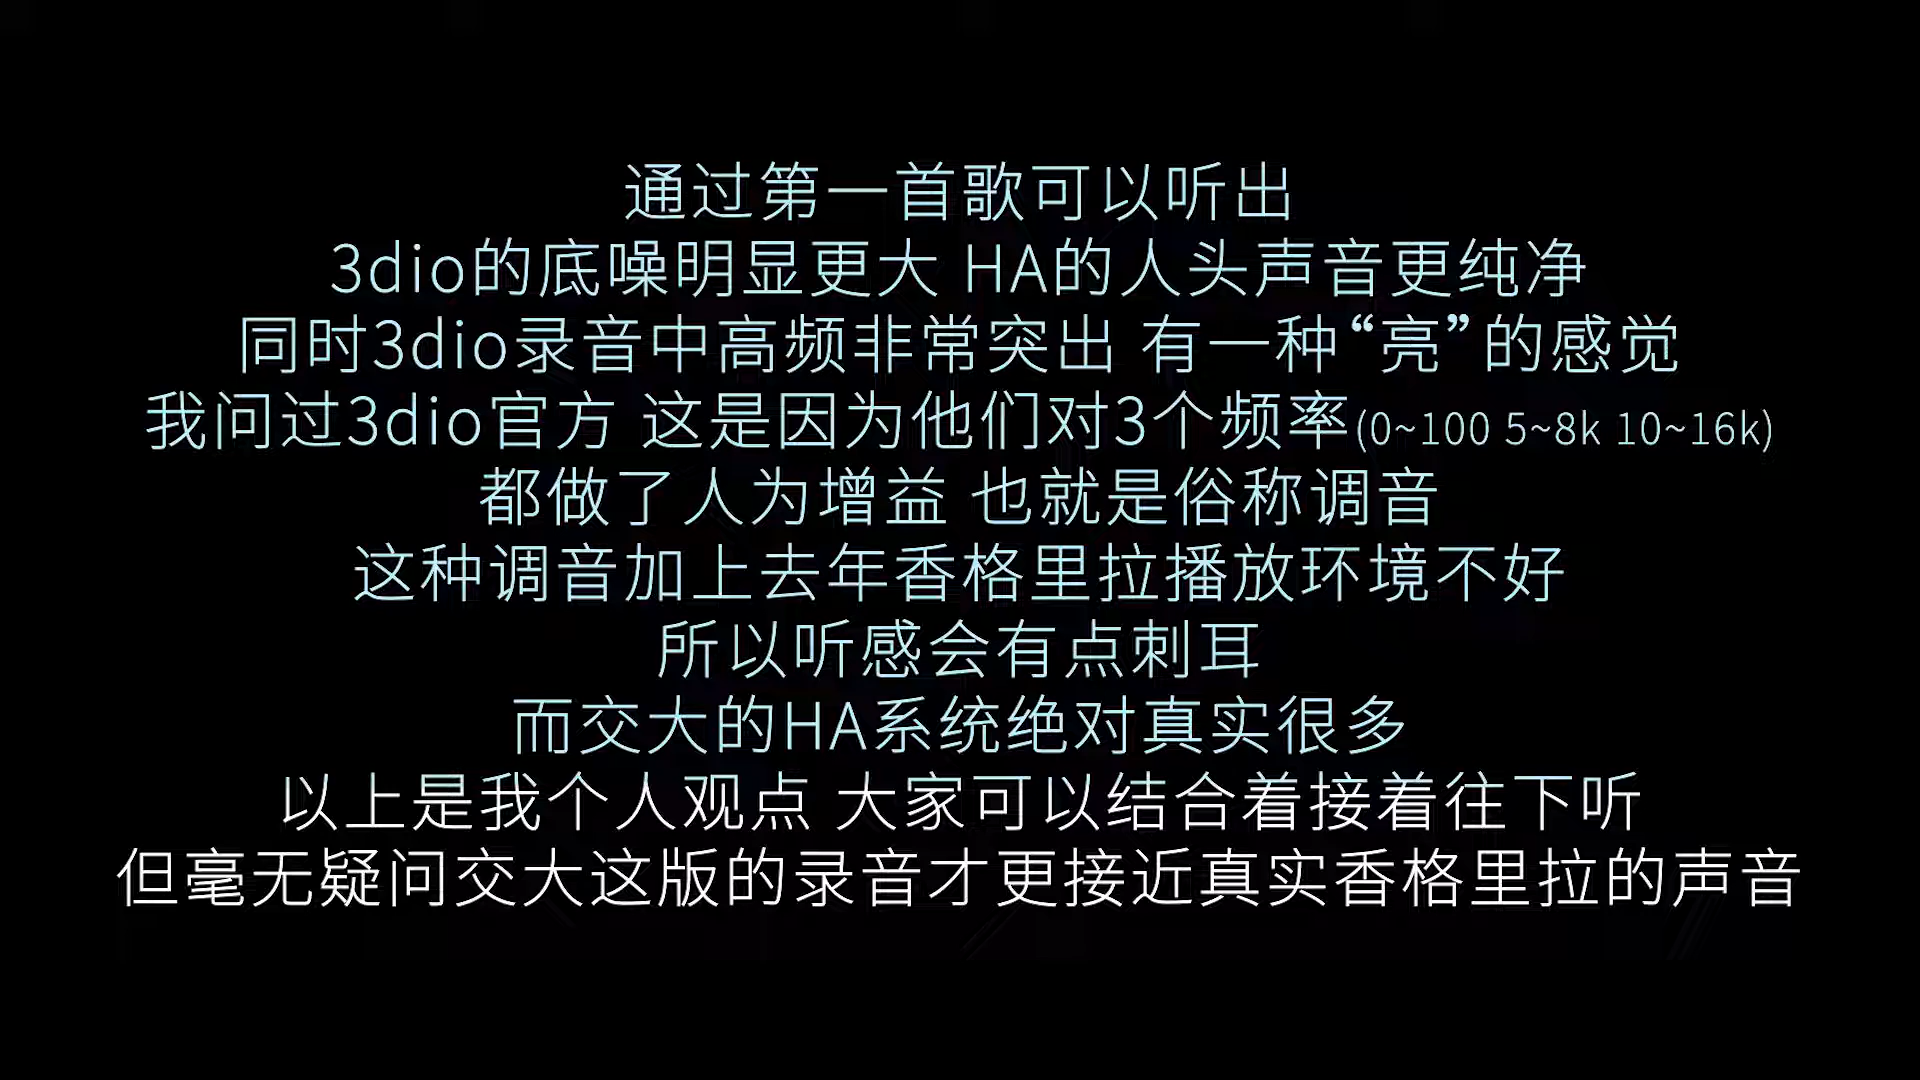 通过第一首歌可以听出
3dio的底噪明显更大 HA的人头声音更纯净
同时3dio录音中高频非常突出 有一种“亮”的感觉
我问过3dio官方 这是因为他们对3个频率(0~100 5~8k 10~16k)
都做了人为增益 也就是俗称调音
这种调音加上去年香格里拉播放环境不好
所以听感会有点刺耳
而交大的HA系统绝对真实很多
以上是我个人观点 大家可以结合着接着往下听
但毫无疑问交大这版的录音才更接近真实香格里拉的声音